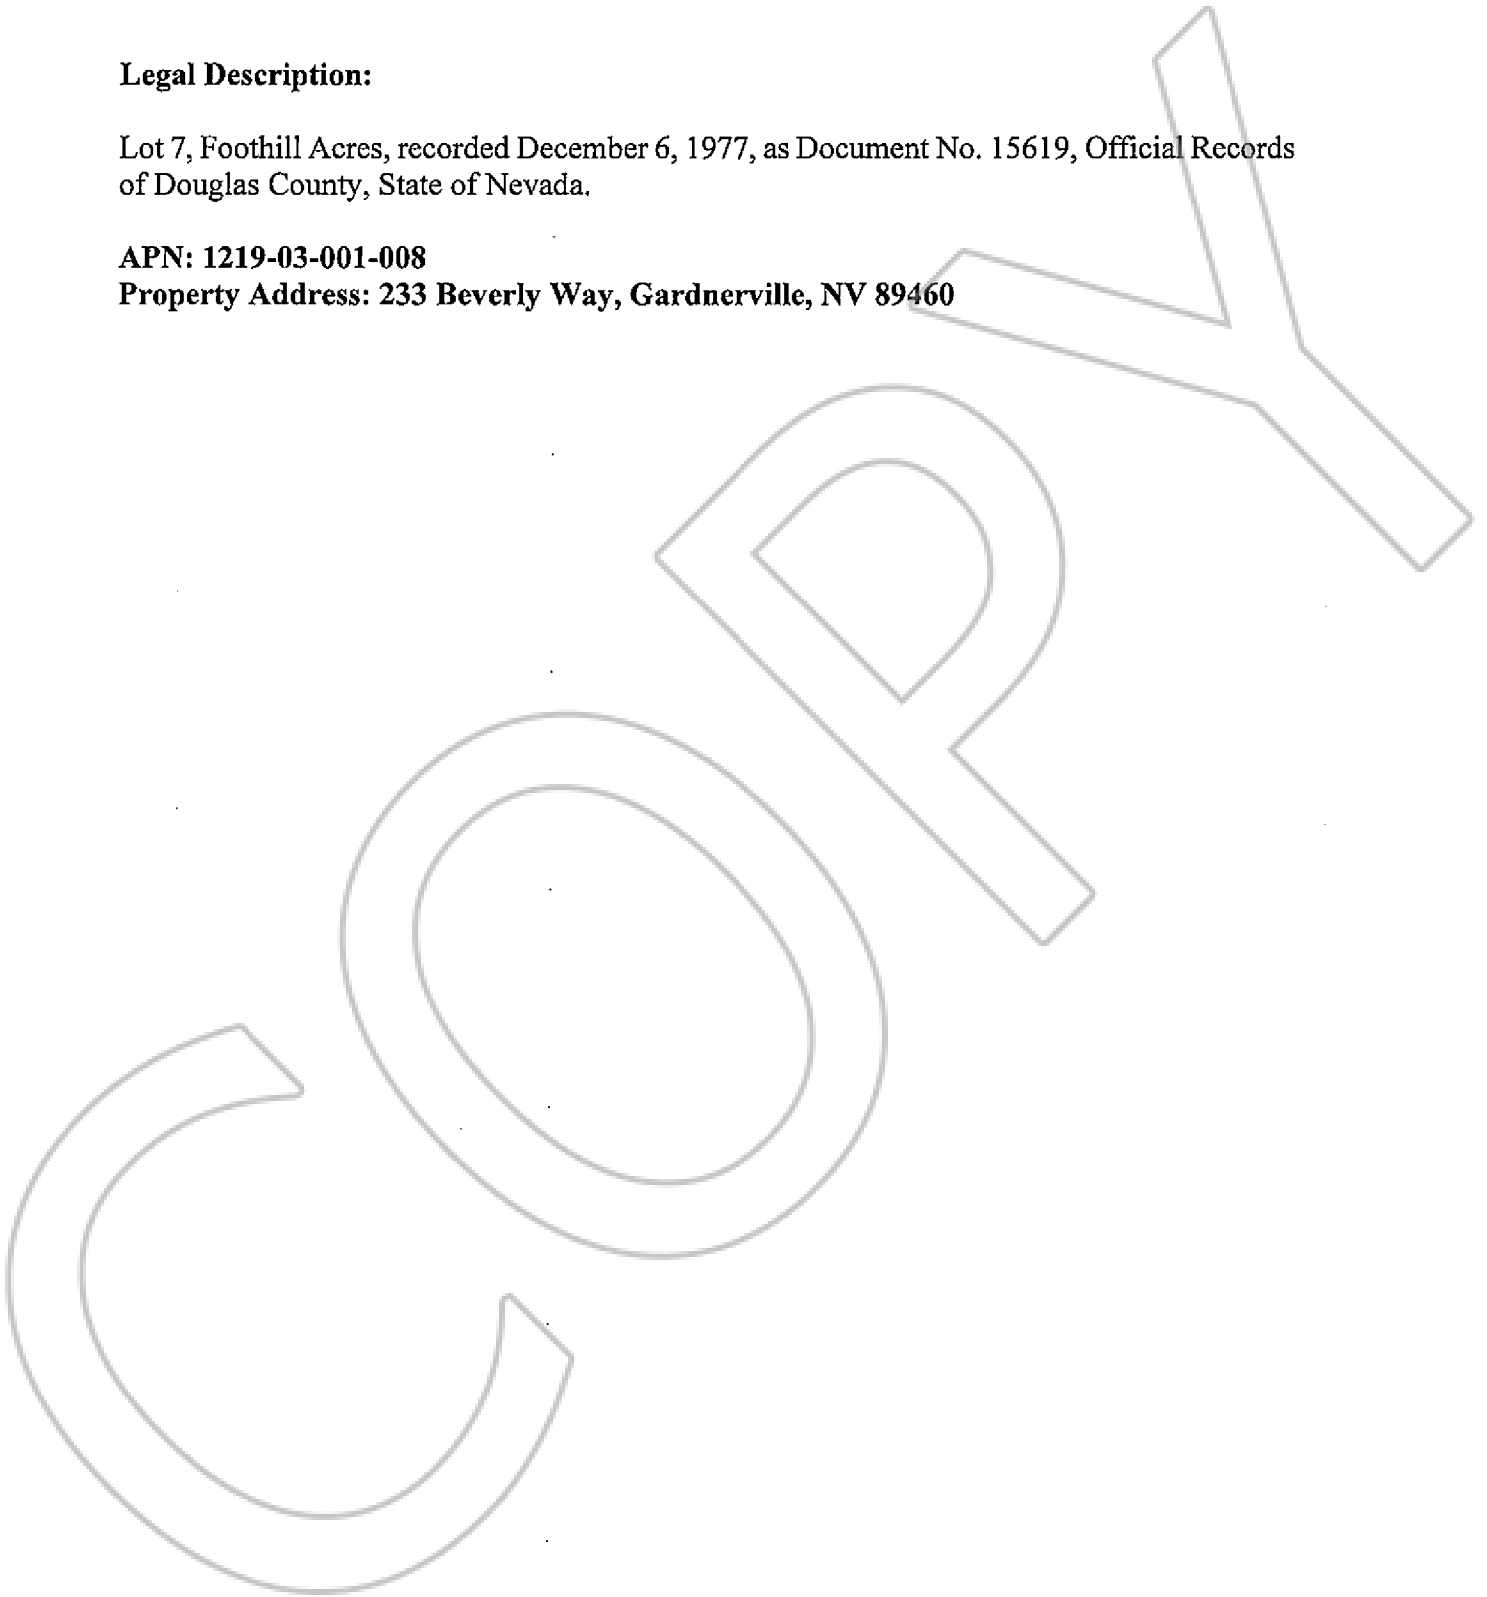 Legal Description:
Lot 7, Foothill Acres, recorded December 6, 1977, as Document No. 15619, Official Records
of Douglas County, State of Nevada.
APN: 1219-03-001-008
Property Address: 233 Beverly Way, Gardnerville, NV 89460
COPY